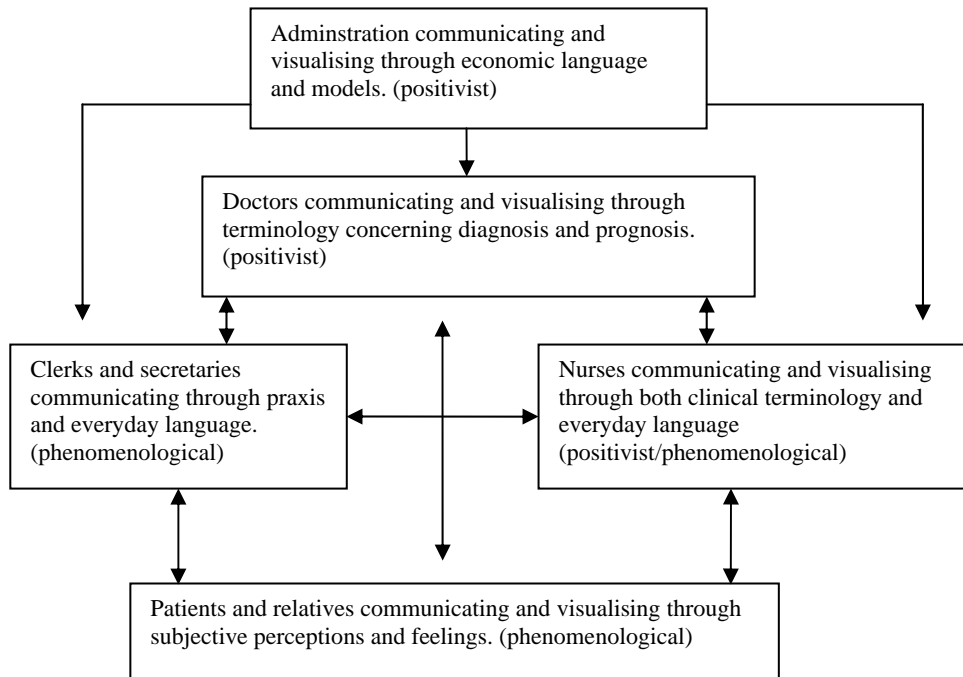 Adminstration communicating and
visualising through economic language
and models. (positivist)
Doctors communicating and visualising through
terminology concerning diagnosis and prognosis.
(positivist)
Clerks and secretaries
communicating through praxis
and everyday language.
(phenomenological)
Nurses communicating and visualising
through both clinical terminology and
everyday language
(positivist/phenomenological)
Patients and relatives communicating and visualising through
subjective perceptions and feelings. (phenomenological)